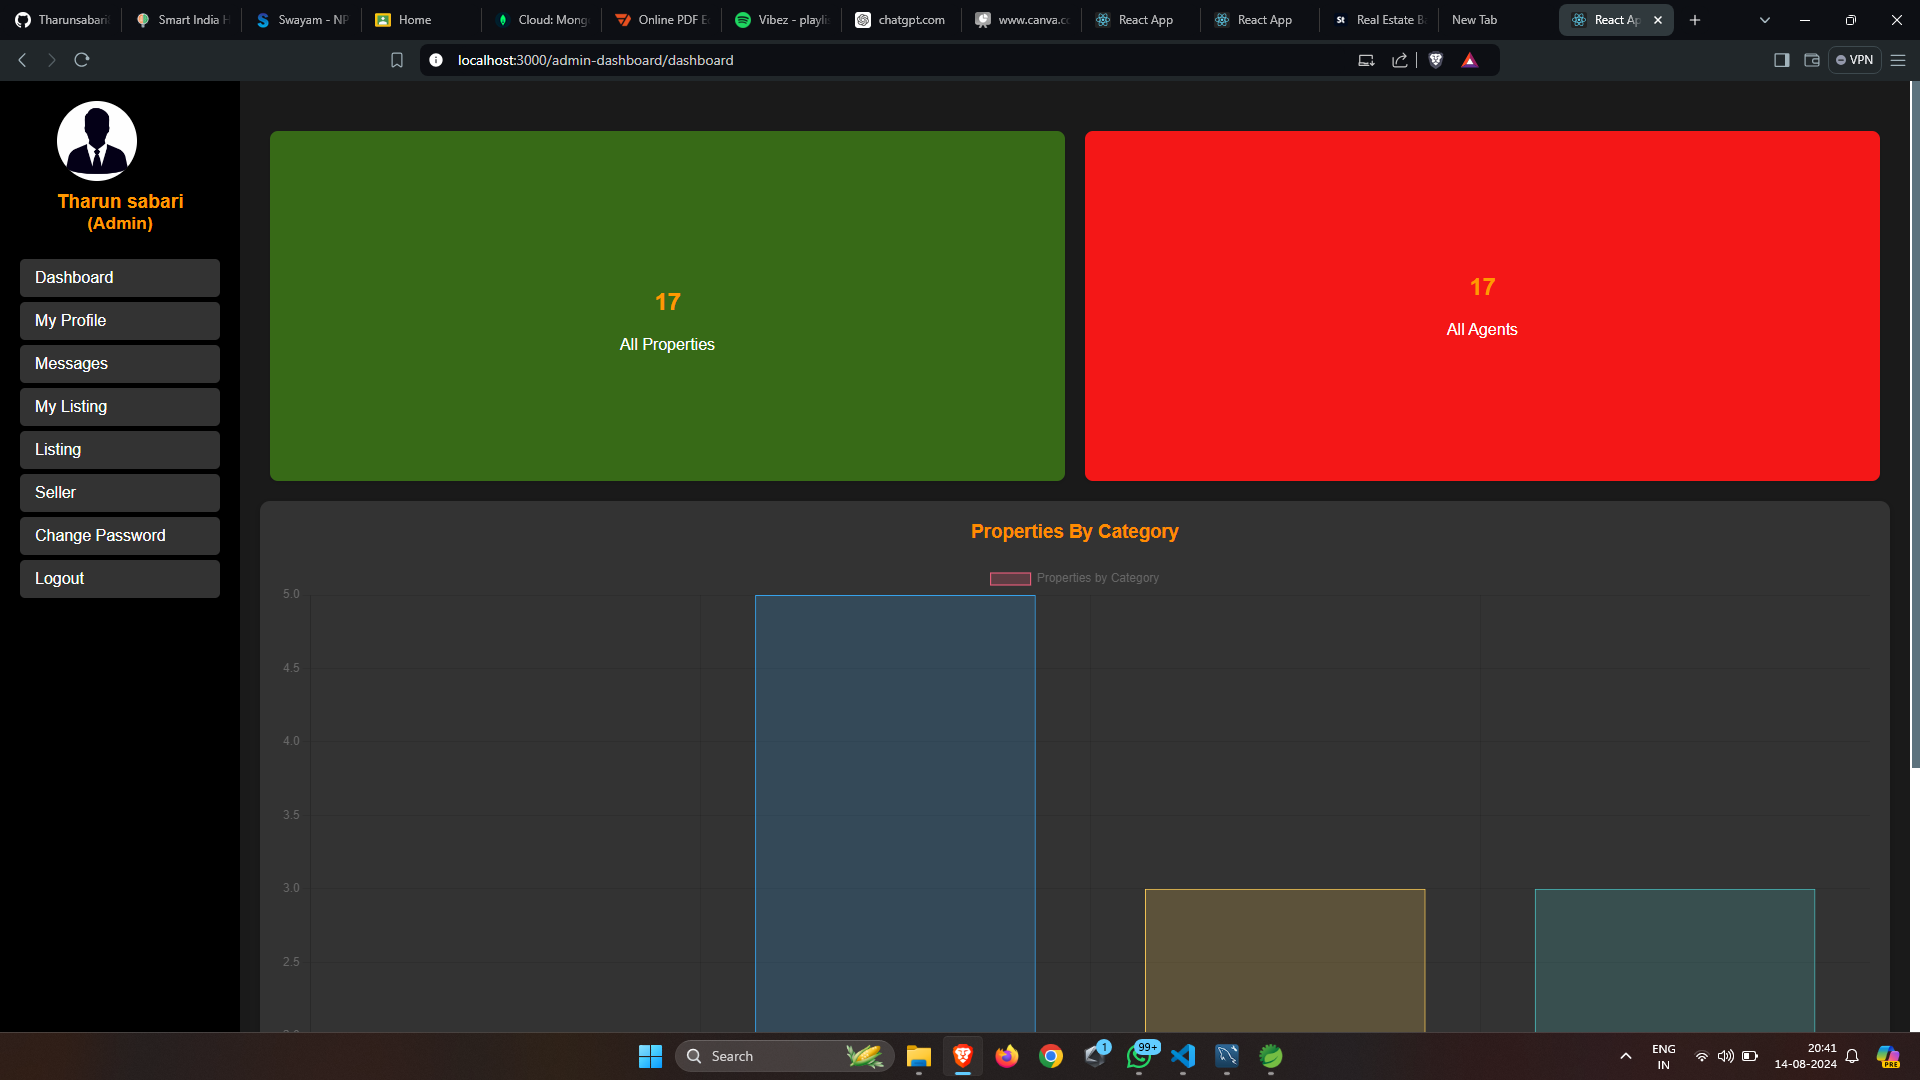 Tharunsabari
Smart India H
Swayam - NP
Home
Cloud: Mong
Online PDF E
Vibez - playli
chatgpt.com
www.canva.co
React App
React App
Real Estate B
New Tab
React Ap
localhost:3000/admin-dashboard/dashboard
VPN
Tharun sabari
(Admin)
Dashboard
My Profile
Messages
My Listing
Listing
Seller
Change Password
Logout
17
All Properties
17
All Agents
Properties By Category
Properties by Category
5.0
4.5
4.0
3.5
3.0
2.5
Search
1
99+
ENG
IN
20:41
14-08-2024
PRE